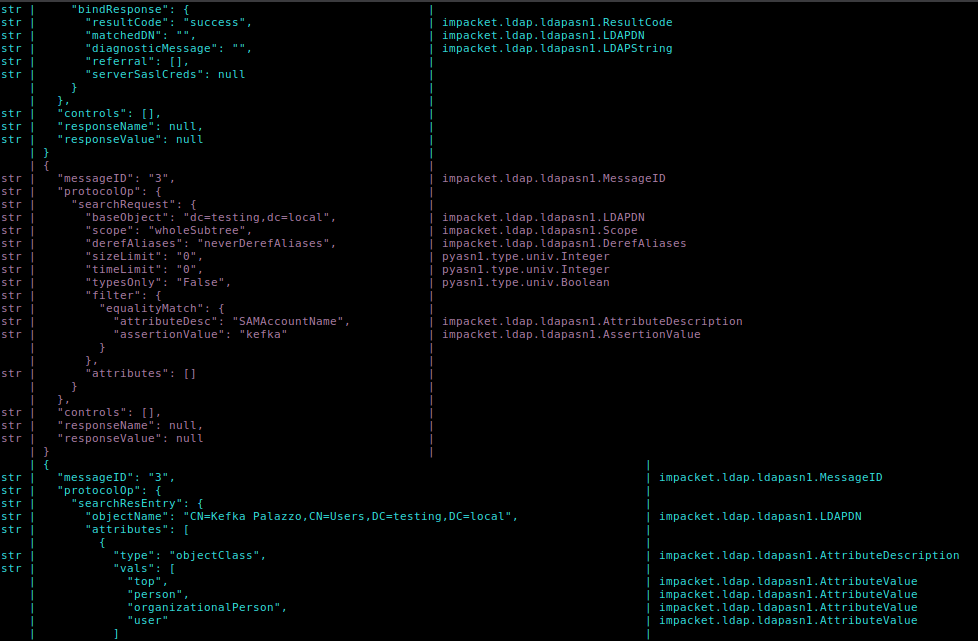 str |     "bindResponse": {                                  |
str |       "resultCode": "success",                         | impacket.ldap.ldapasn1.ResultCode
str |       "matchedDN": "",                                 | impacket.ldap.ldapasn1.LDAPDN
str |       "diagnosticMessage": "",                         | impacket.ldap.ldapasn1.LDAPString
str |       "referral": [],                                  |
str |       "serverSaslCreds": null                          |
    |     }                                                  |
    |   },                                                   |
str |   "controls": [],                                      |
str |   "responseName": null,                                |
str |   "responseValue": null                                |
    | }                                                      |
    | {                                                      |
str |   "messageID": "3",                                    | impacket.ldap.ldapasn1.MessageID
str |   "protocolOp": {                                      |
str |     "searchRequest": {                                 |
str |       "baseObject": "dc=testing,dc=local",             | impacket.ldap.ldapasn1.LDAPDN
str |       "scope": "wholeSubtree",                         | impacket.ldap.ldapasn1.Scope
str |       "derefAliases": "neverDerefAliases",             | impacket.ldap.ldapasn1.DerefAliases
str |       "sizeLimit": "0",                                | pyasn1.type.univ.Integer
str |       "timeLimit": "0",                                | pyasn1.type.univ.Integer
str |       "typesOnly": "False",                            | pyasn1.type.univ.Boolean
str |       "filter": {                                      |
str |         "equalityMatch": {                             |
str |           "attributeDesc": "SAMAccountName",           | impacket.ldap.ldapasn1.AttributeDescription
str |           "assertionValue": "kefka"                    | impacket.ldap.ldapasn1.AssertionValue
    |         }                                              |
    |       },                                               |
str |       "attributes": []                                 |
    |     }                                                  |
    |   },                                                   |
str |   "controls": [],                                      |
str |   "responseName": null,                                |
str |   "responseValue": null                                |
    | }                                                      |
    | {                                                                                     |
str |   "messageID": "3",                                                                   | impacket.ldap.ldapasn1.MessageID
str |   "protocolOp": {                                                                     |
str |     "searchResEntry": {                                                               |
str |       "objectName": "CN=Kefka Palazzo,CN=Users,DC=testing,DC=local",                  | impacket.ldap.ldapasn1.LDAPDN
str |       "attributes": [                                                                 |
    |         {                                                                             |
str |           "type": "objectClass",                                                      | impacket.ldap.ldapasn1.AttributeDescription
str |           "vals": [                                                                   |
    |             "top",                                                                    | impacket.ldap.ldapasn1.AttributeValue
    |             "person",                                                                 | impacket.ldap.ldapasn1.AttributeValue
    |             "organizationalPerson",                                                   | impacket.ldap.ldapasn1.AttributeValue
    |             "user"                                                                    | impacket.ldap.ldapasn1.AttributeValue
    |           ]                                                                           |